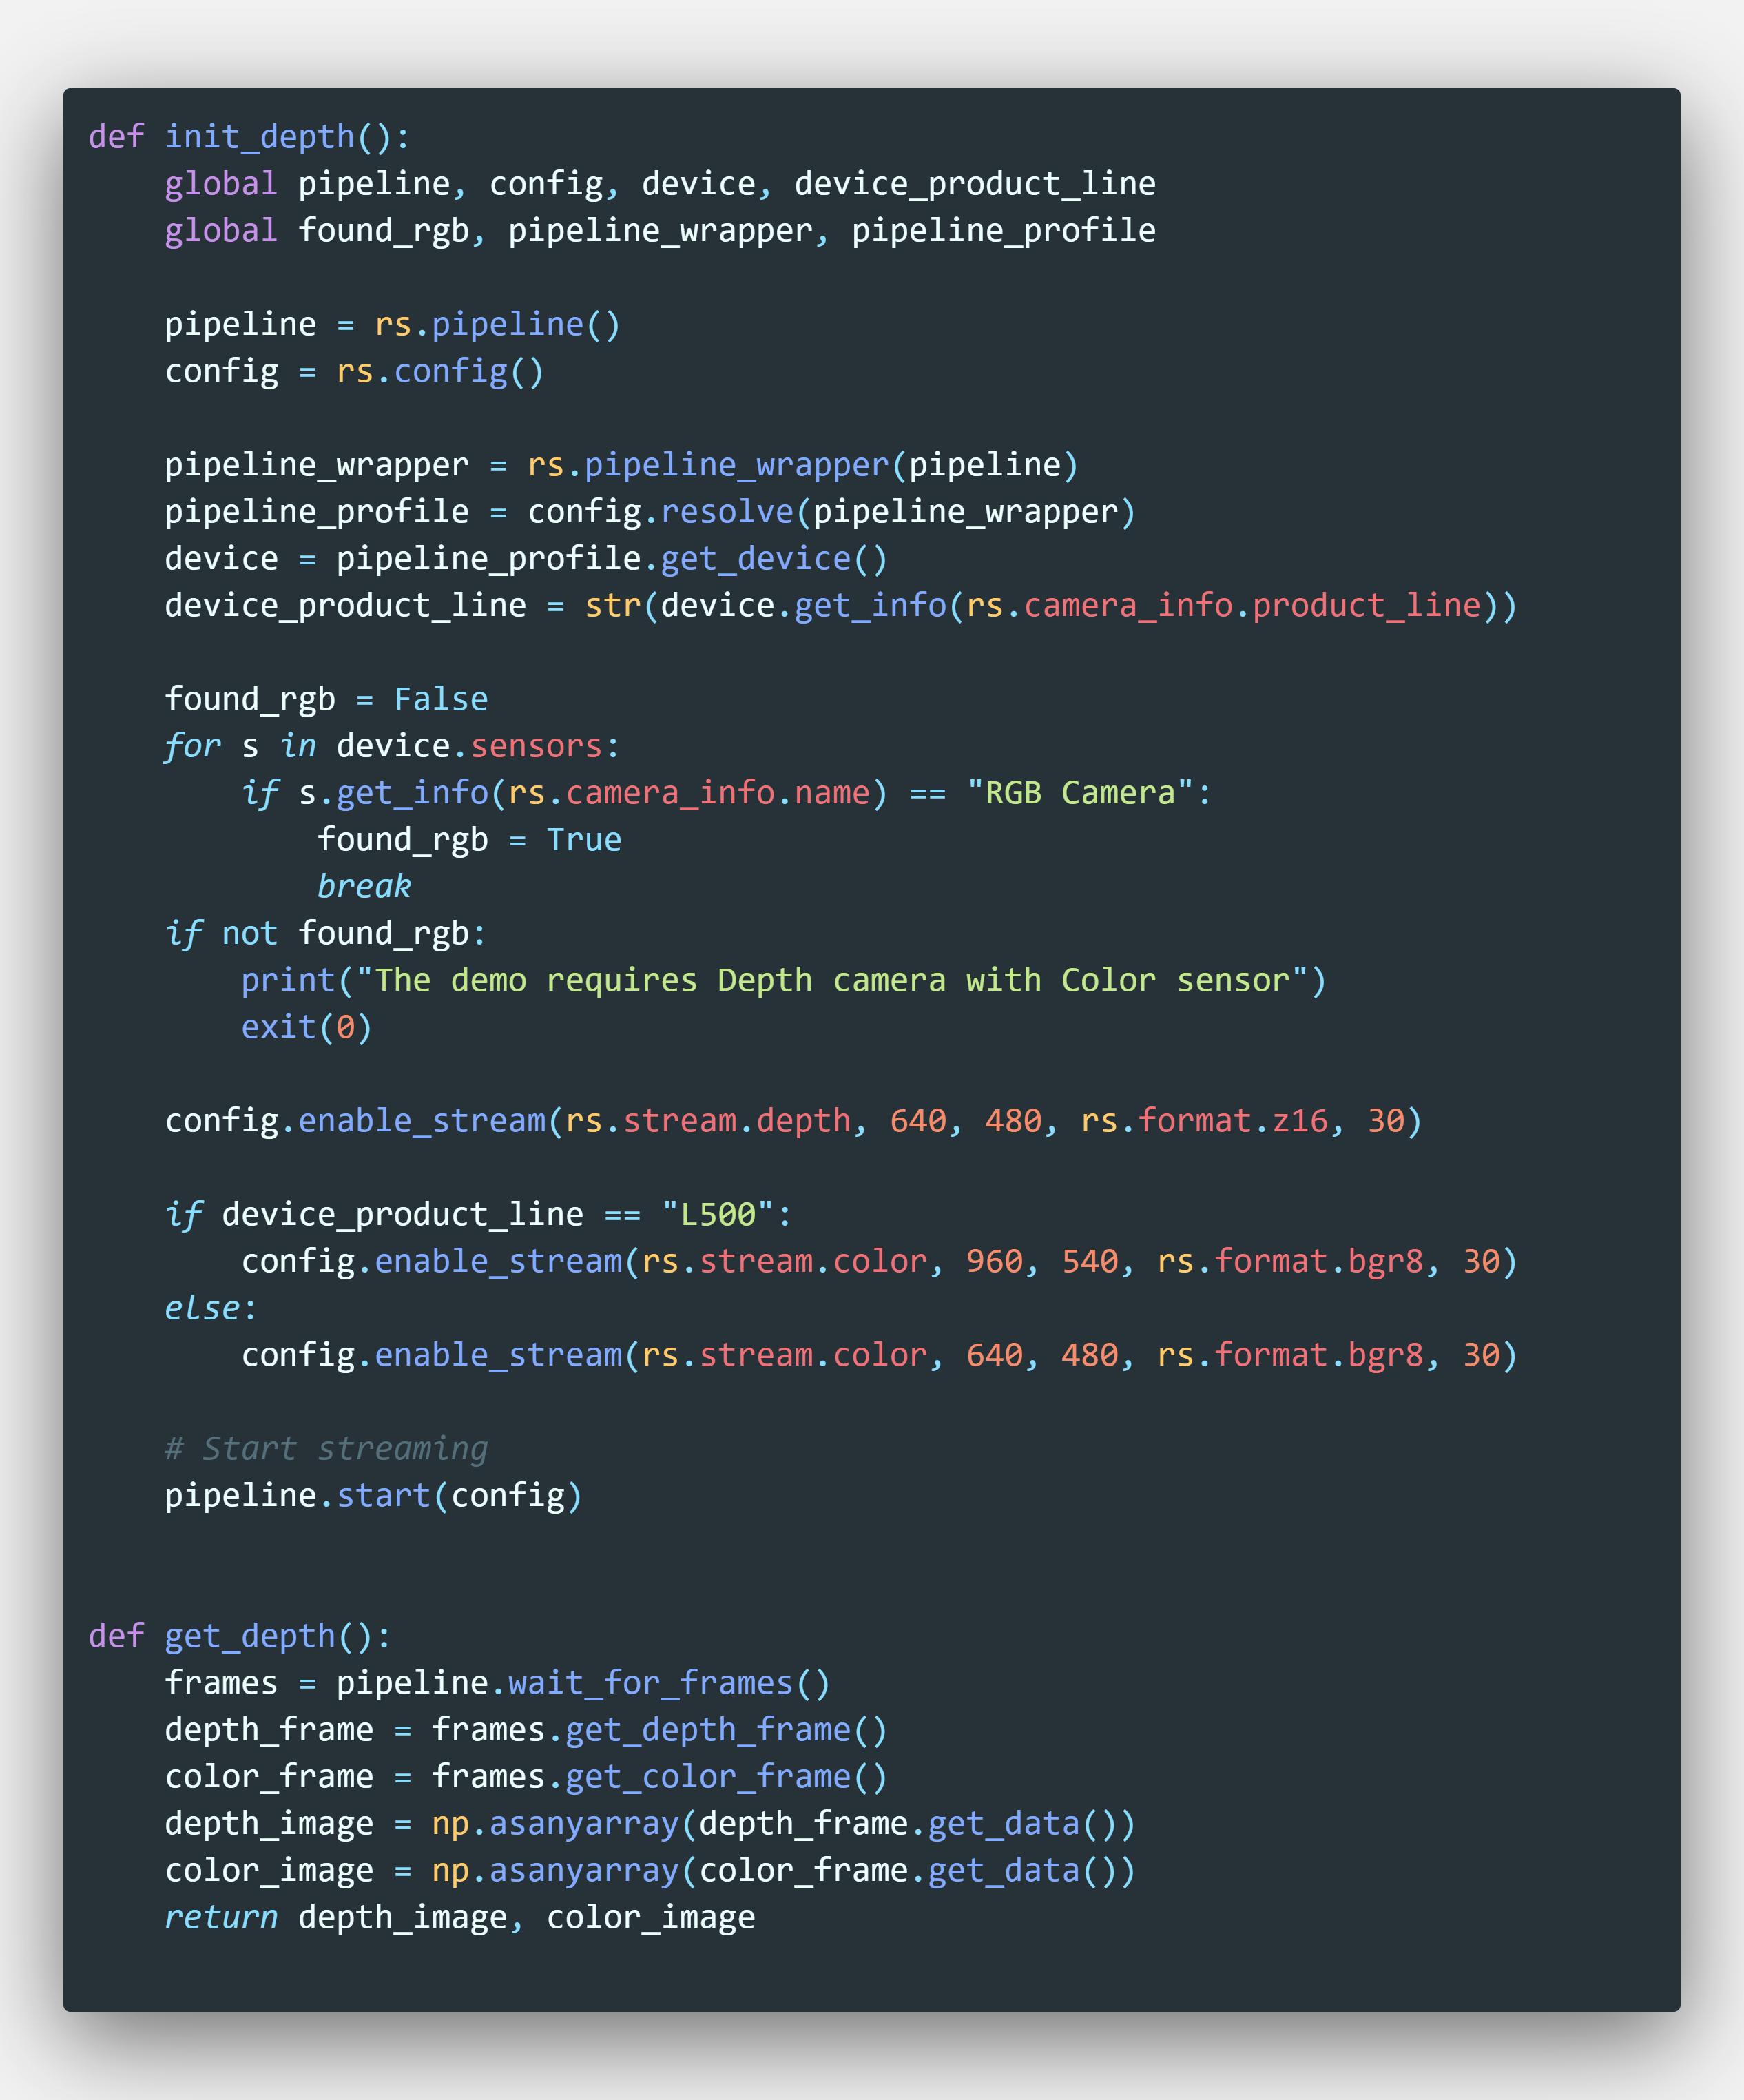 def init_depth():
    global pipeline, config, device, device_product_line
    global found_rgb, pipeline_wrapper, pipeline_profile

    pipeline = rs.pipeline()
    config = rs.config()

    pipeline_wrapper = rs.pipeline_wrapper(pipeline)
    pipeline_profile = config.resolve(pipeline_wrapper)
    device = pipeline_profile.get_device()
    device_product_line = str(device.get_info(rs.camera_info.product_line))

    found_rgb = False
    for s in device.sensors:
        if s.get_info(rs.camera_info.name) == "RGB Camera":
            found_rgb = True
            break
    if not found_rgb:
        print("The demo requires Depth camera with Color sensor")
        exit(0)

    config.enable_stream(rs.stream.depth, 640, 480, rs.format.z16, 30)

    if device_product_line == "L500":
        config.enable_stream(rs.stream.color, 960, 540, rs.format.bgr8, 30)
    else:
        config.enable_stream(rs.stream.color, 640, 480, rs.format.bgr8, 30)

    # Start streaming
    pipeline.start(config)


def get_depth():
    frames = pipeline.wait_for_frames()
    depth_frame = frames.get_depth_frame()
    color_frame = frames.get_color_frame()
    depth_image = np.asanyarray(depth_frame.get_data())
    color_image = np.asanyarray(color_frame.get_data())
    return depth_image, color_image